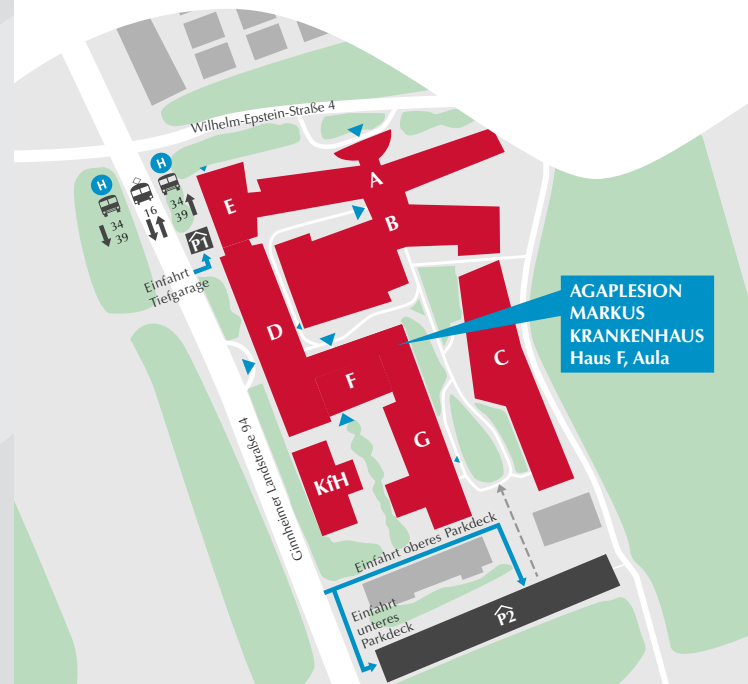 Wilhelm-Epstein-Straße 4
H
H
34
39
16
34
39
P1
Einfahrt
Tiefgarage
E
A
B
D
C
F
G
KfH
AGAPLESION
MARKUS
KRANKENHAUS
Haus F, Aula
Ginnheimer Landstraße 94
Einfahrt oberes Parkdeck
Einfahrt
unteres
Parkdeck
P2